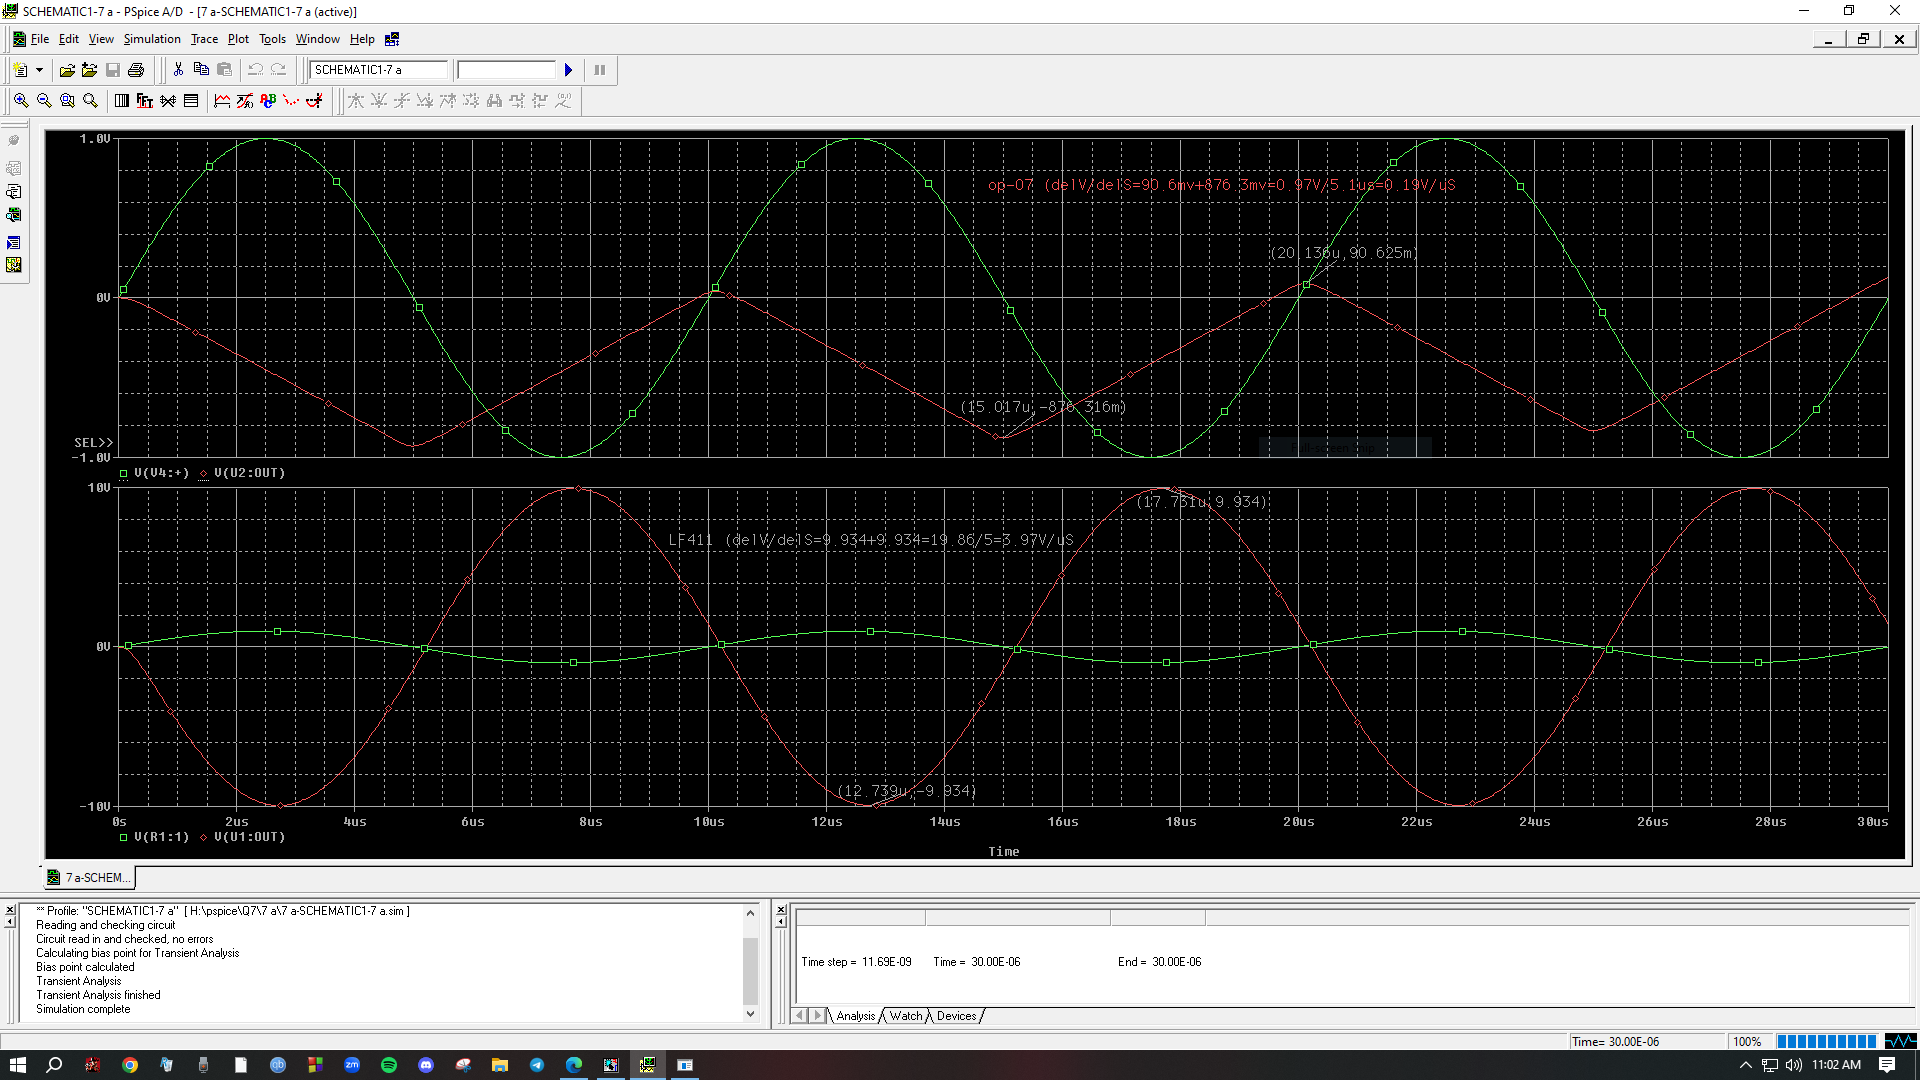 SCHEMATIC1-7 a - PSpice A/D - [7 a-SCHEMATIC1-7 a (active)]
File Edit View Simulation Trace Plot Tools Window Help
SCHEMATIC1-7 a
FFT
1.0V
op-07 (delV/delS=90.6mv+876.3mv=0.97V/5.1us=0.19V/uS
(20.136u,90.625m)
0V
(15.017u,-876.316m)
SEL>>
-1.0V
V(V4:+) V(U2:OUT)
10V
(17.731u,9.934)
LF411 (delV/delS=9.934+9.934=19.86/5=3.97V/uS
0V
(12.739u,-9.934)
-10V
0s 2us 4us 6us 8us 10us 12us 14us 16us 18us 20us 22us 24us 26us 28us 30us
V(R1:1) V(U1:OUT)
Time
7 a-SCHEM...
** Profile: "SCHEMATIC1-7 a" [ H:\pspice\Q7\7 a\7 a-SCHEMATIC1-7 a.sim ]
Reading and checking circuit
Circuit read in and checked, no errors
Calculating bias point for Transient Analysis
Bias point calculated
Transient Analysis
Transient Analysis finished
Simulation complete
Time step = 11.69E-09 Time = 30.00E-06 End = 30.00E-06
Analysis Watch Devices
Time= 30.00E-06 100%
zm
11:02 AM